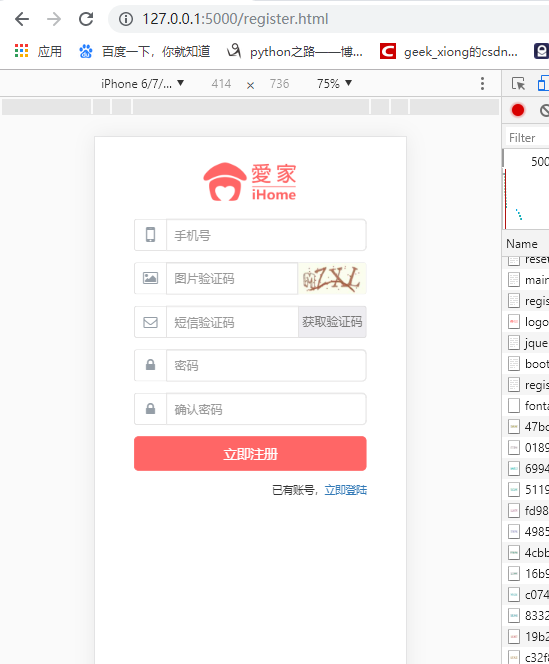 127.0.0.1:5000/register.html
应用 百度一下,你就知道 python之路——博... geek_xiong的csdn...
iPhone 6/7/... ▼ 414 × 736 75% ▼
Filter
500
Name
reset
main
regis
logo
jque
boot
regis
fonta
47bc
0189
6994
5119
fd98
4985
4cbb
16b9
c074
8332
19b2
c32f8
愛家
iHome
手机号
图片验证码
短信验证码 获取验证码
密码
确认密码
立即注册
已有账号,立即登陆